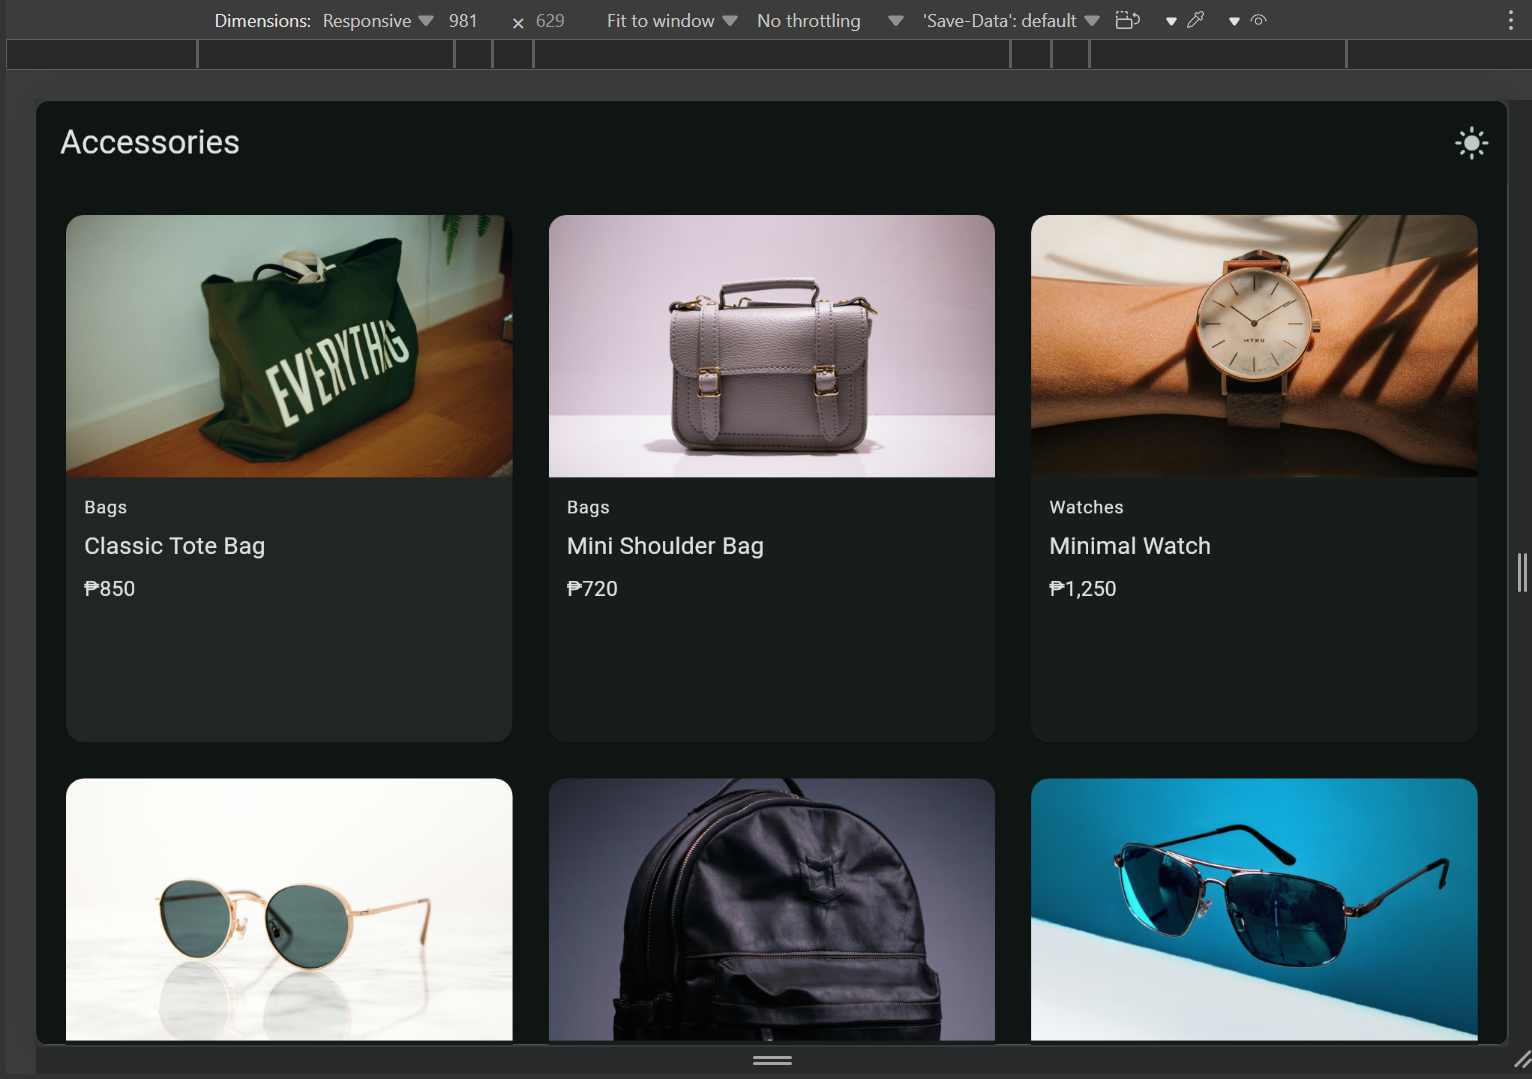 Dimensions: Responsive 981 × 629 Fit to window No throttling 'Save-Data': default
Accessories
EVERYTHING
Bags
Classic Tote Bag
₱850
Bags
Mini Shoulder Bag
₱720
Watches
Minimal Watch
₱1,250